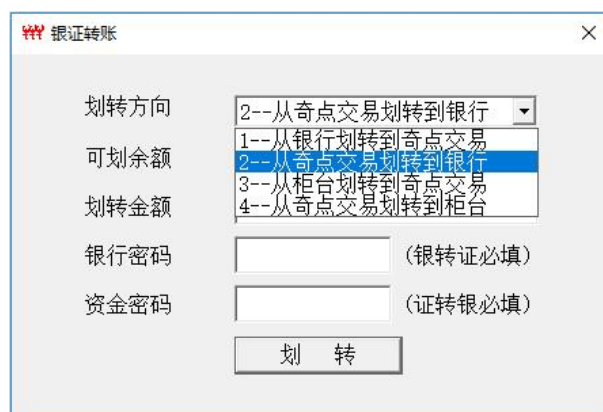 银证转账
划转方向
2--从奇点交易划转到银行
1--从银行划转到奇点交易
可划余额
2--从奇点交易划转到银行
3--从柜台划转到奇点交易
划转金额
4--从奇点交易划转到柜台
银行密码
(银转证必填)
资金密码
(证转银必填)
划 转